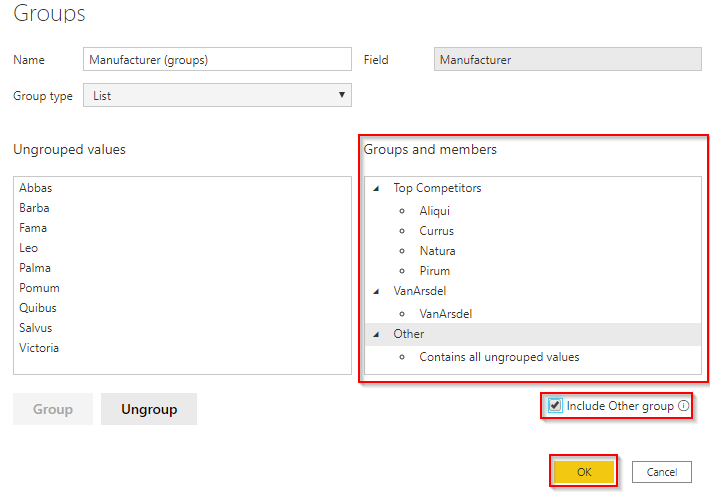 Groups
Name Manufacturer (groups) Field Manufacturer
Group type List
Ungrouped values
Abbas
Barba
Fama
Leo
Palma
Pomum
Quibus
Salvus
Victoria
Groups and members
Top Competitors
Aliqui
Currus
Natura
Pirum
VanArsdel
VanArsdel
Other
Contains all ungrouped values
Group Ungroup
Include Other group
OK Cancel